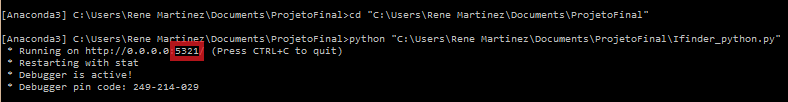 [Anaconda3] C:\Users\Rene Martinez\Documents\ProjetoFinal>cd "C:\Users\Rene Martinez\Documents\ProjetoFinal"
[Anaconda3] C:\Users\Rene Martinez\Documents\ProjetoFinal>python "C:\Users\Rene Martinez\Documents\ProjetoFinal\Ifinder_python.py"
* Running on http://0.0.0.0:5321/ (Press CTRL+C to quit)
* Restarting with stat
* Debugger is active!
* Debugger pin code: 249-214-029